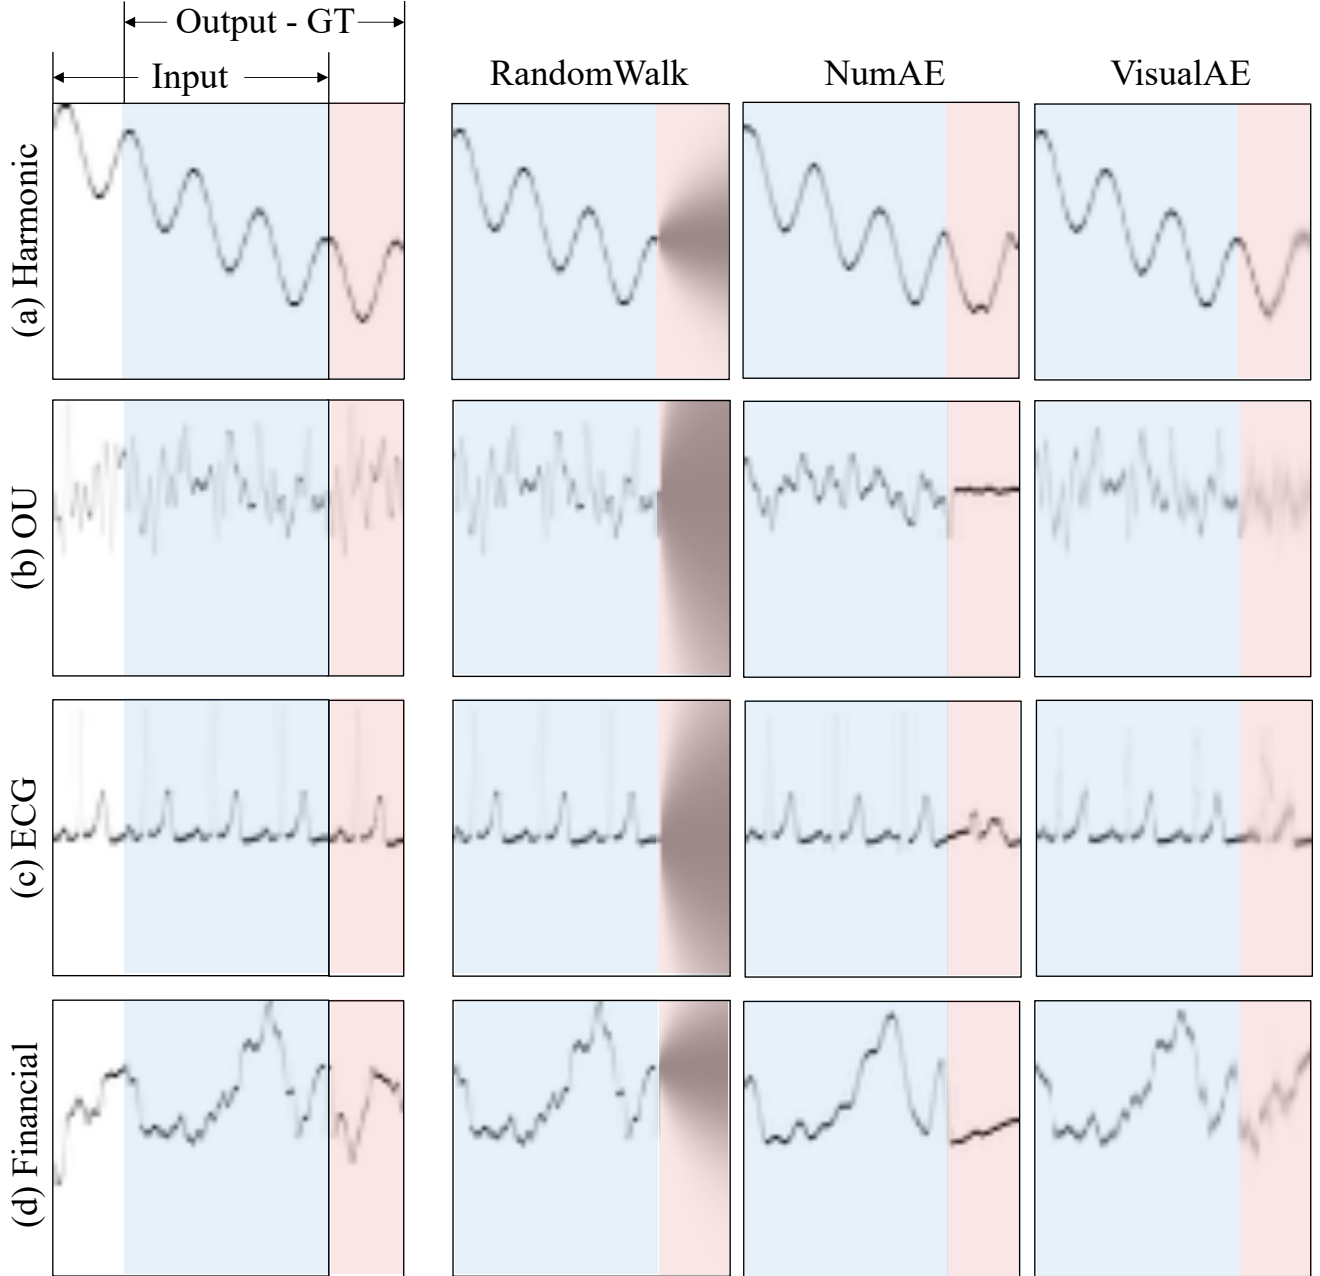 Output - GT
Input
RandomWalk
NumAE
VisualAE
(a) Harmonic
(b) OU
(c) ECG
(d) Financial